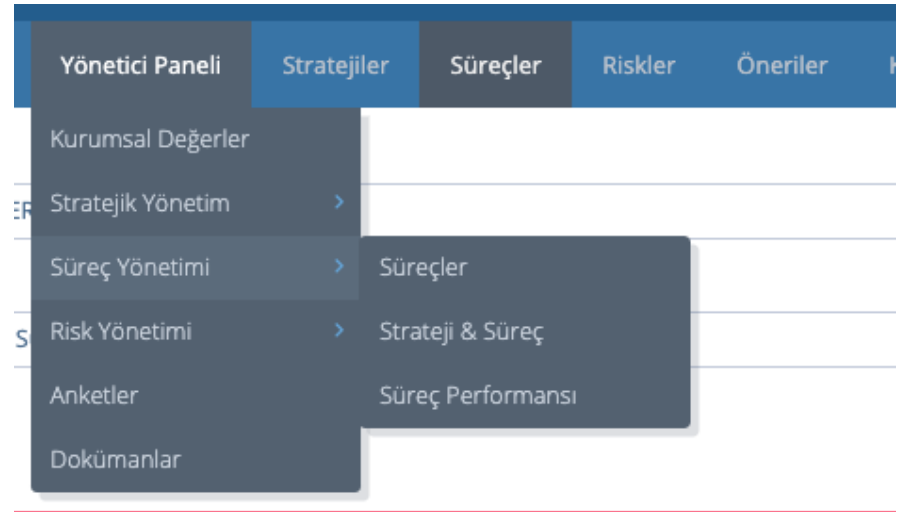 Yönetici Paneli Stratejiler Süreçler Riskler Öneriler
Kurumsal Değerler
Stratejik Yönetim
Süreç Yönetimi
Süreçler
Risk Yönetimi
Strateji & Süreç
Anketler
Süreç Performansı
Dokümanlar